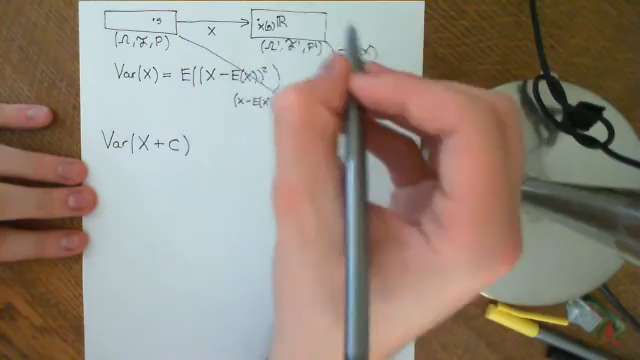 .s X .x(s) ℝ
(Ω, ℱ, P) (Ω', ℱ', P')
Var(X) = E((X - E(X))²)
(x-E(x
Var(X + c)